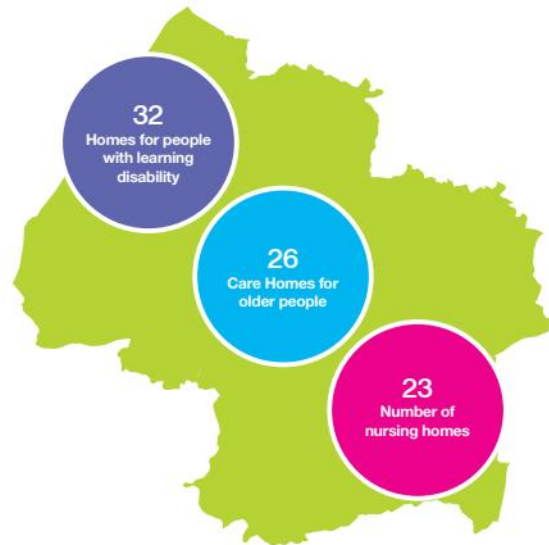 32
Homes for people
with learning
disability
26
Care Homes for
older people
23
Number of
nursing homes